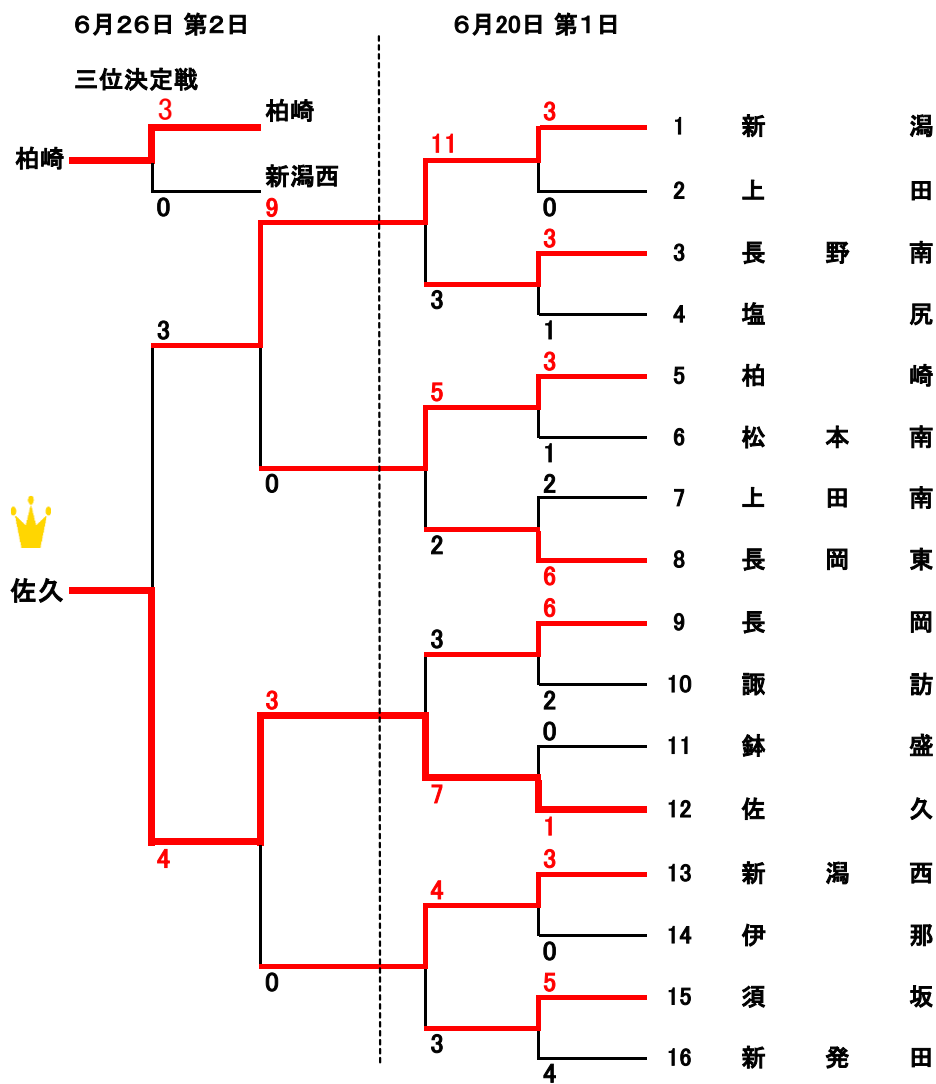 6月26日 第2日
6月20日 第1日
三位決定戦
3
柏崎
柏崎
新潟西
0
9
3
0
佐久
3
4
0
11
3
5
2
3
7
4
3
3 1 新潟
0 2 上田
3 3 長野南
1 4 塩尻
3 5 柏崎
1 6 松本南
2 7 上田南
6 8 長岡東
6 9 長岡
2 10 諏訪
0 11 鉢盛
1 12 佐久
3 13 新潟西
0 14 伊那
5 15 須坂
4 16 新発田